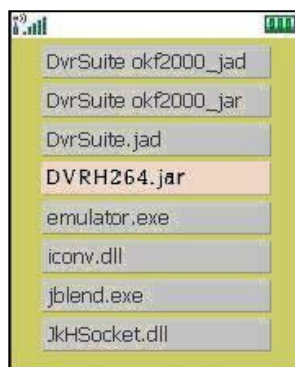 DvrSuite okf2000_jad
DvrSuite okf2000_jar
DvrSuite.jad
DVRH264.jar
emulator.exe
iconv.dll
jblend.exe
JkHSocket.dll